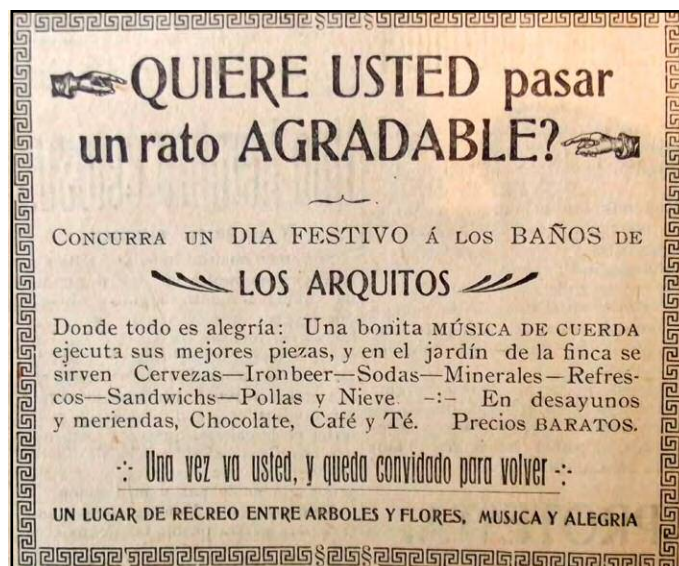 QUIERE USTED pasar
un rato AGRADABLE?
CONCURRA UN DIA FESTIVO Á LOS BAÑOS DE
LOS ARQUITOS
Donde todo es alegría: Una bonita MÚSICA DE CUERDA
ejecuta sus mejores piezas, y en el jardín de la finca se
sirven Cervezas—Ironbeer—Sodas—Minerales—Refres-
cos—Sandwichs—Pollas y Nieve -:- En desayunos
y meriendas, Chocolate, Café y Té. Precios BARATOS.
Una vez va usted, y queda convidado para volver
UN LUGAR DE RECREO ENTRE ARBOLES Y FLORES, MUSICA Y ALEGRIA